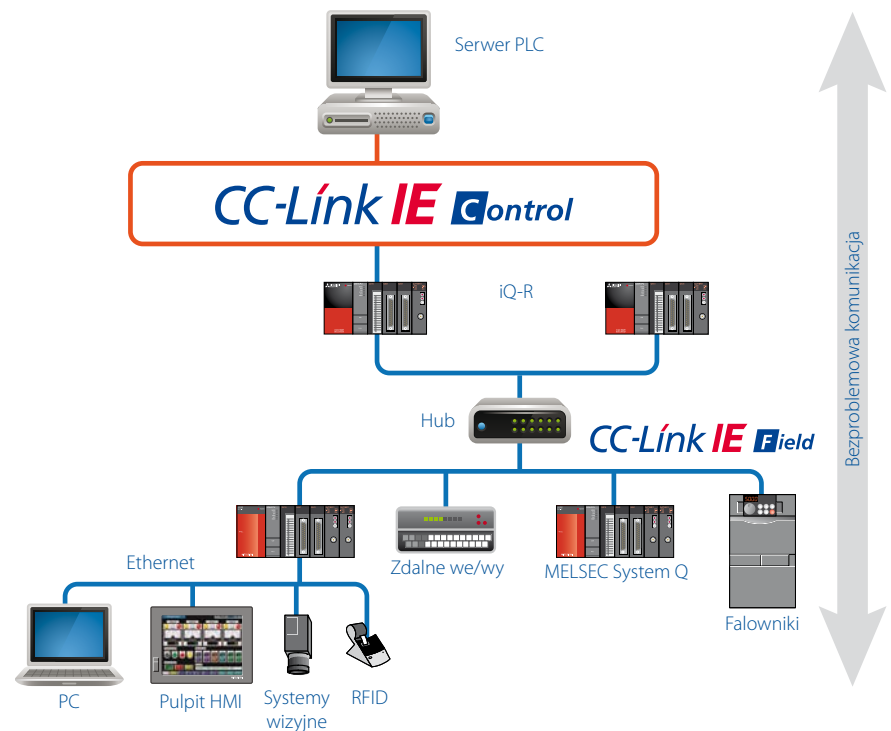 Serwer PLC
CC-Línk IE Control
iQ-R
Hub
CC-Línk IE Field
Bezproblemowa komunikacja
Ethernet
Zdalne we/wy
MELSEC System Q
Falowniki
PC
Pulpit HMI
Systemy
wizyjne
RFID